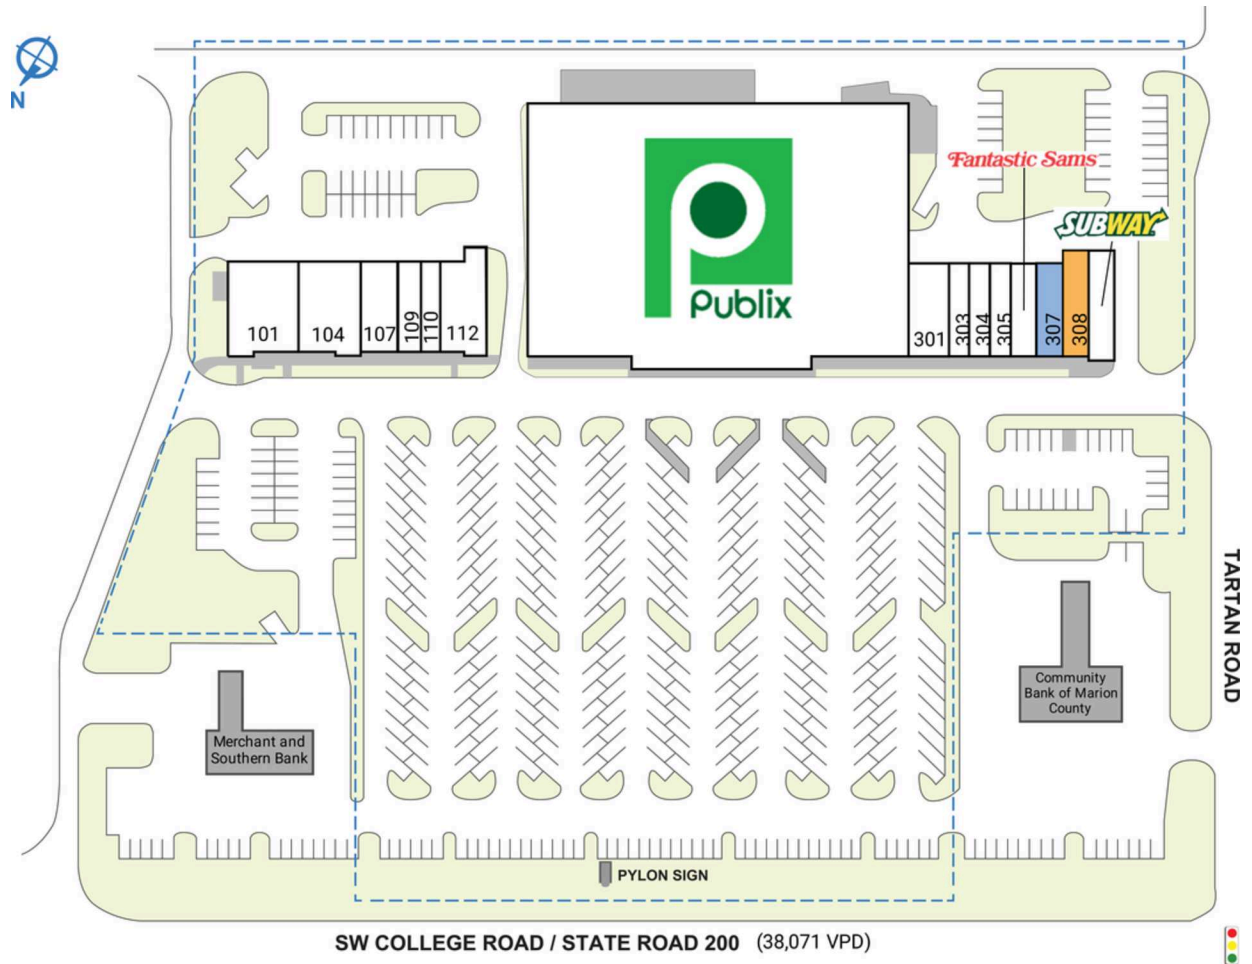 N
Fantastic Sams
SUBWAY
Publix
101
104
107
109
110
112
301
303
304
305
307
308
TARTAN ROAD
Community
Bank of Marion
County
Merchant and
Southern Bank
PYLON SIGN
SW COLLEGE ROAD / STATE ROAD 200 (38,071 VPD)